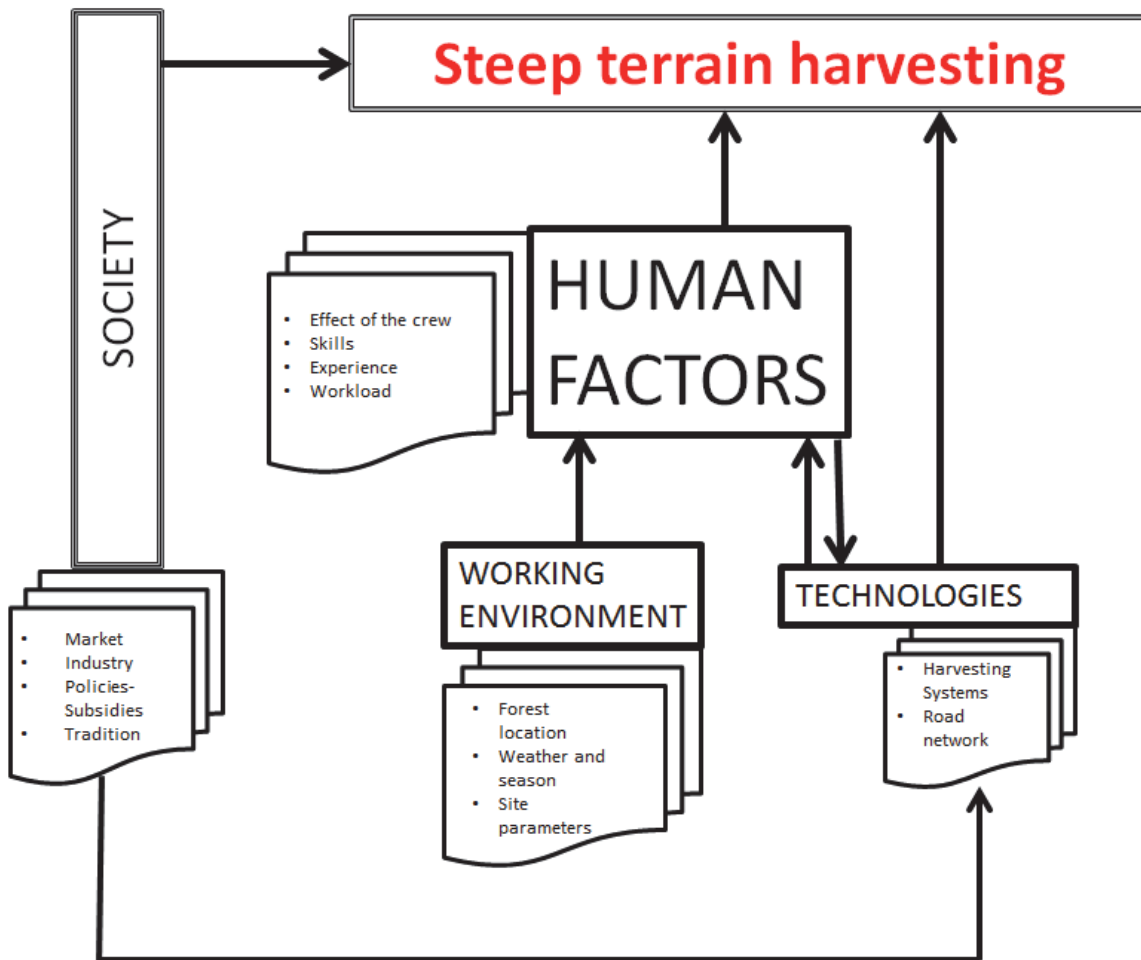 Steep terrain harvesting
SOCIETY
HUMAN
FACTORS
• Effect of the crew
• Skills
• Experience
• Workload
WORKING
ENVIRONMENT
TECHNOLOGIES
• Market
• Industry
• Policies-
Subsidies
• Tradition
• Forest
location
• Weather and
season
• Site
parameters
• Harvesting
Systems
• Road
network